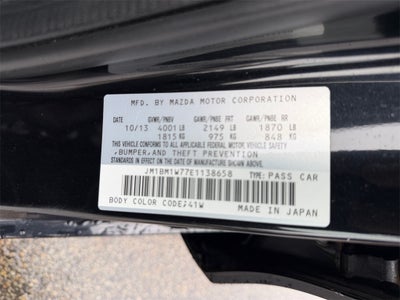 MFD. BY MAZDA MOTOR CORPORATION
GVWR/PNBV GAWR/PNBE FRT GAWR/PNBE RR
10/13 4001 LB 2149 LB 1870 LB
1815 KG 975 KG 848 KG
THIS VEHICLE CONFORMS TO ALL APPLICABLE FEDERAL MOTOR VEHICLE SAFETY
, BUMPER, AND THEFT PREVENTION
STANDARDS IN EFFECT ON THE DATE OF MANUFACTURE SHOWN ABOVE.
JM1BM1W77E1138658 TYPE: PASS CAR
BODY COLOR CODE;41W MADE IN JAPAN